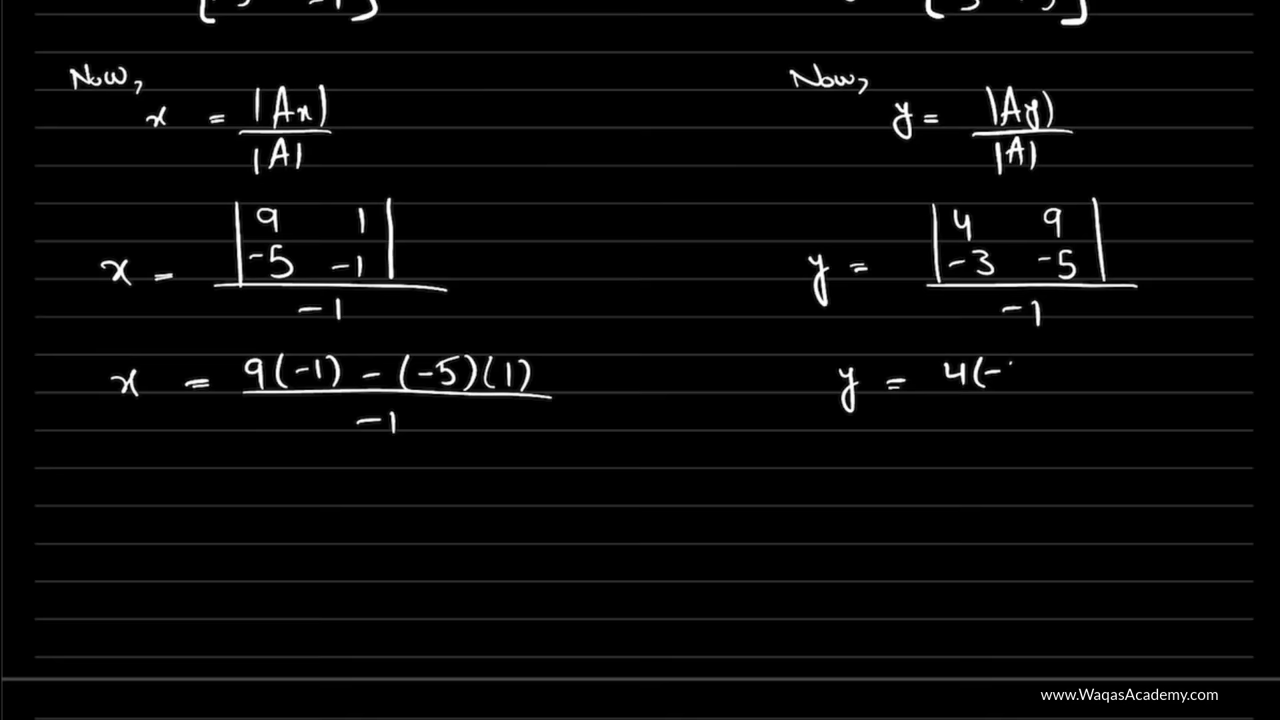 Now,
x = |Ax| / |A|
x = | 9 1 | / -1
| -5 -1 |
x = 9(-1) - (-5)(1) / -1
Now,
y = |Ay| / |A|
y = | 4 9 | / -1
| -3 -5 |
y = 4(-
www.WaqasAcademy.com